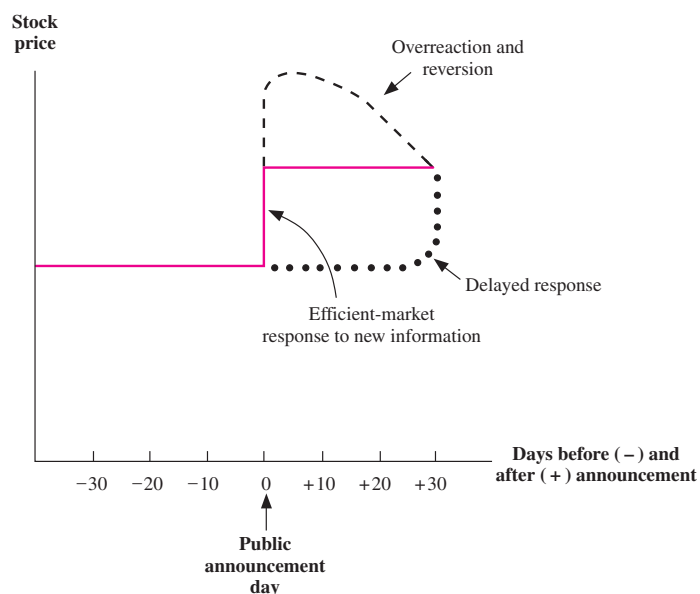 Stock
price
Overreaction and
reversion
Delayed response
Efficient-market
response to new information
Days before (−) and
after (+) announcement
−30 −20 −10 0 +10 +20 +30
Public
announcement
day